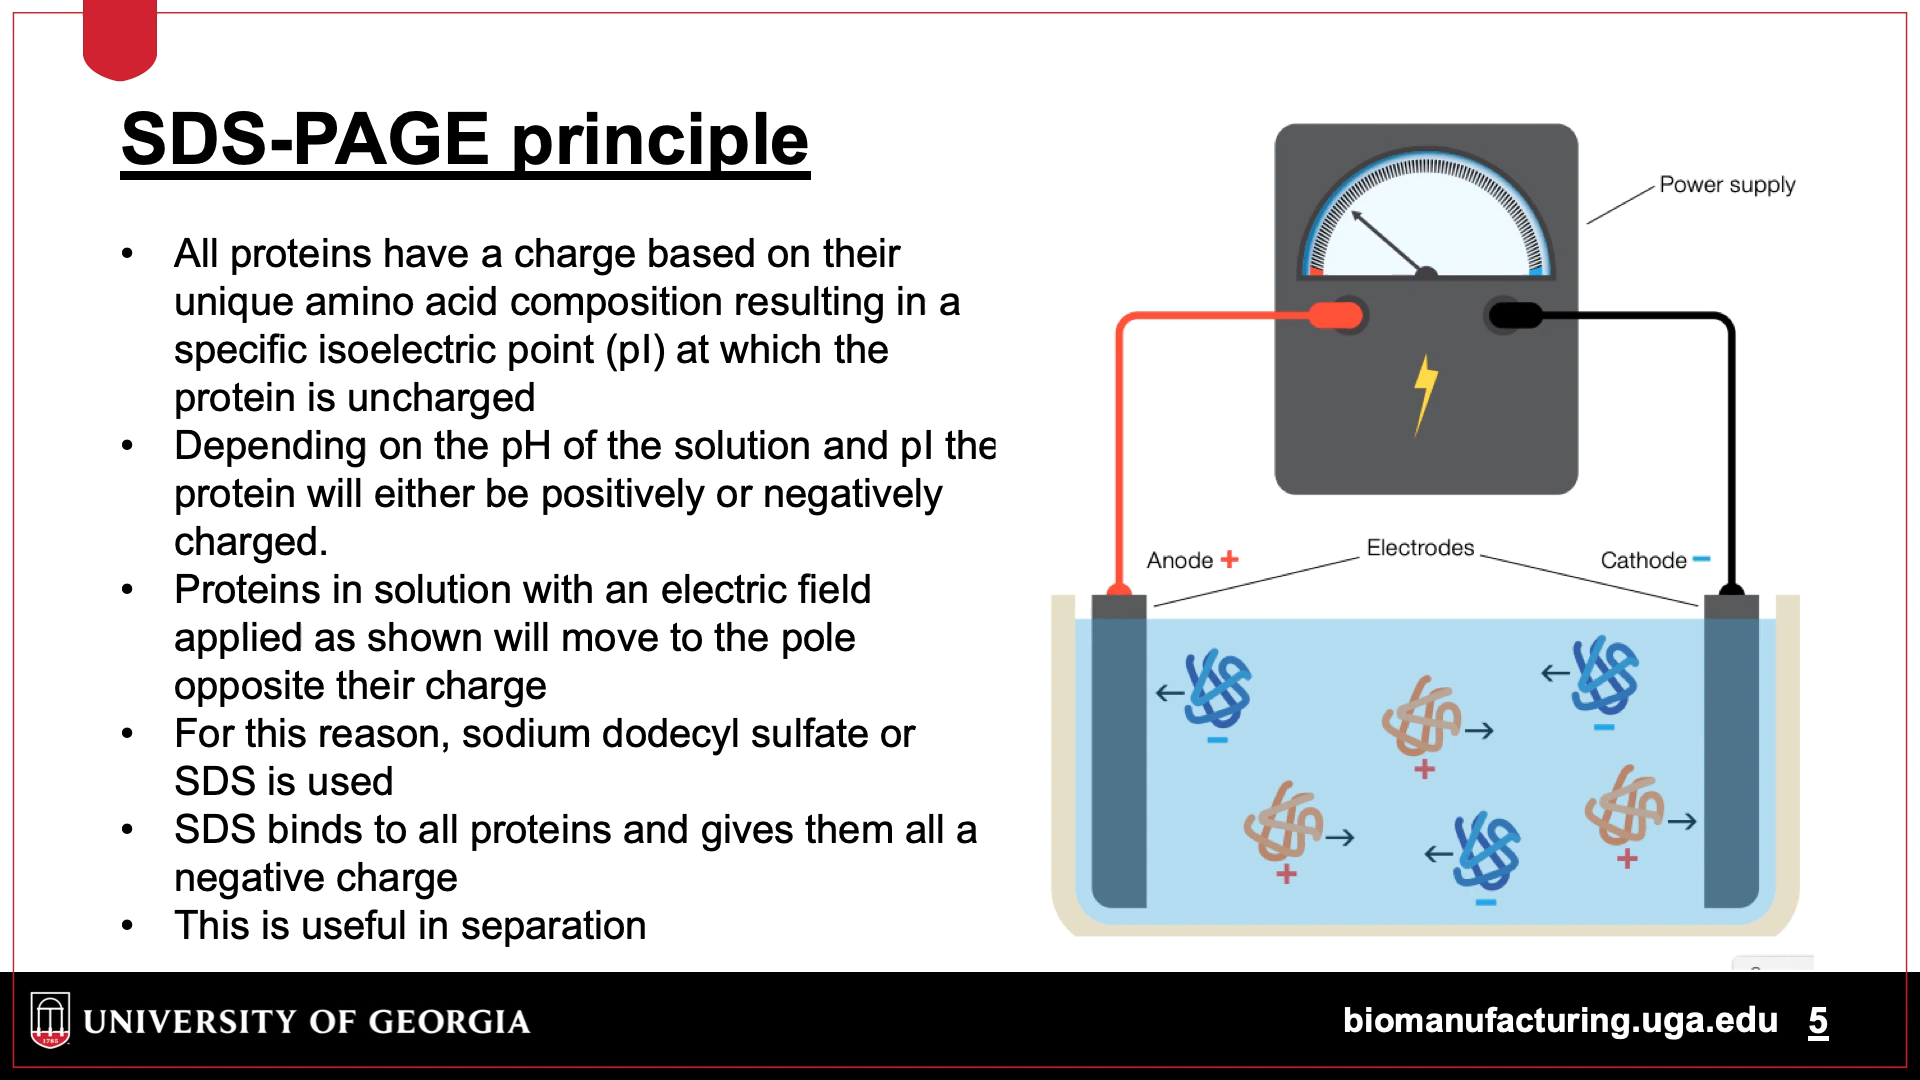 SDS-PAGE principle
• All proteins have a charge based on their
unique amino acid composition resulting in a
specific isoelectric point (pI) at which the
protein is uncharged
• Depending on the pH of the solution and pI the
protein will either be positively or negatively
charged.
• Proteins in solution with an electric field
applied as shown will move to the pole
opposite their charge
• For this reason, sodium dodecyl sulfate or
SDS is used
• SDS binds to all proteins and gives them all a
negative charge
• This is useful in separation
Power supply
Anode +
Electrodes
Cathode −
−
+
−
+
−
+
UNIVERSITY OF GEORGIA
1785
biomanufacturing.uga.edu 5